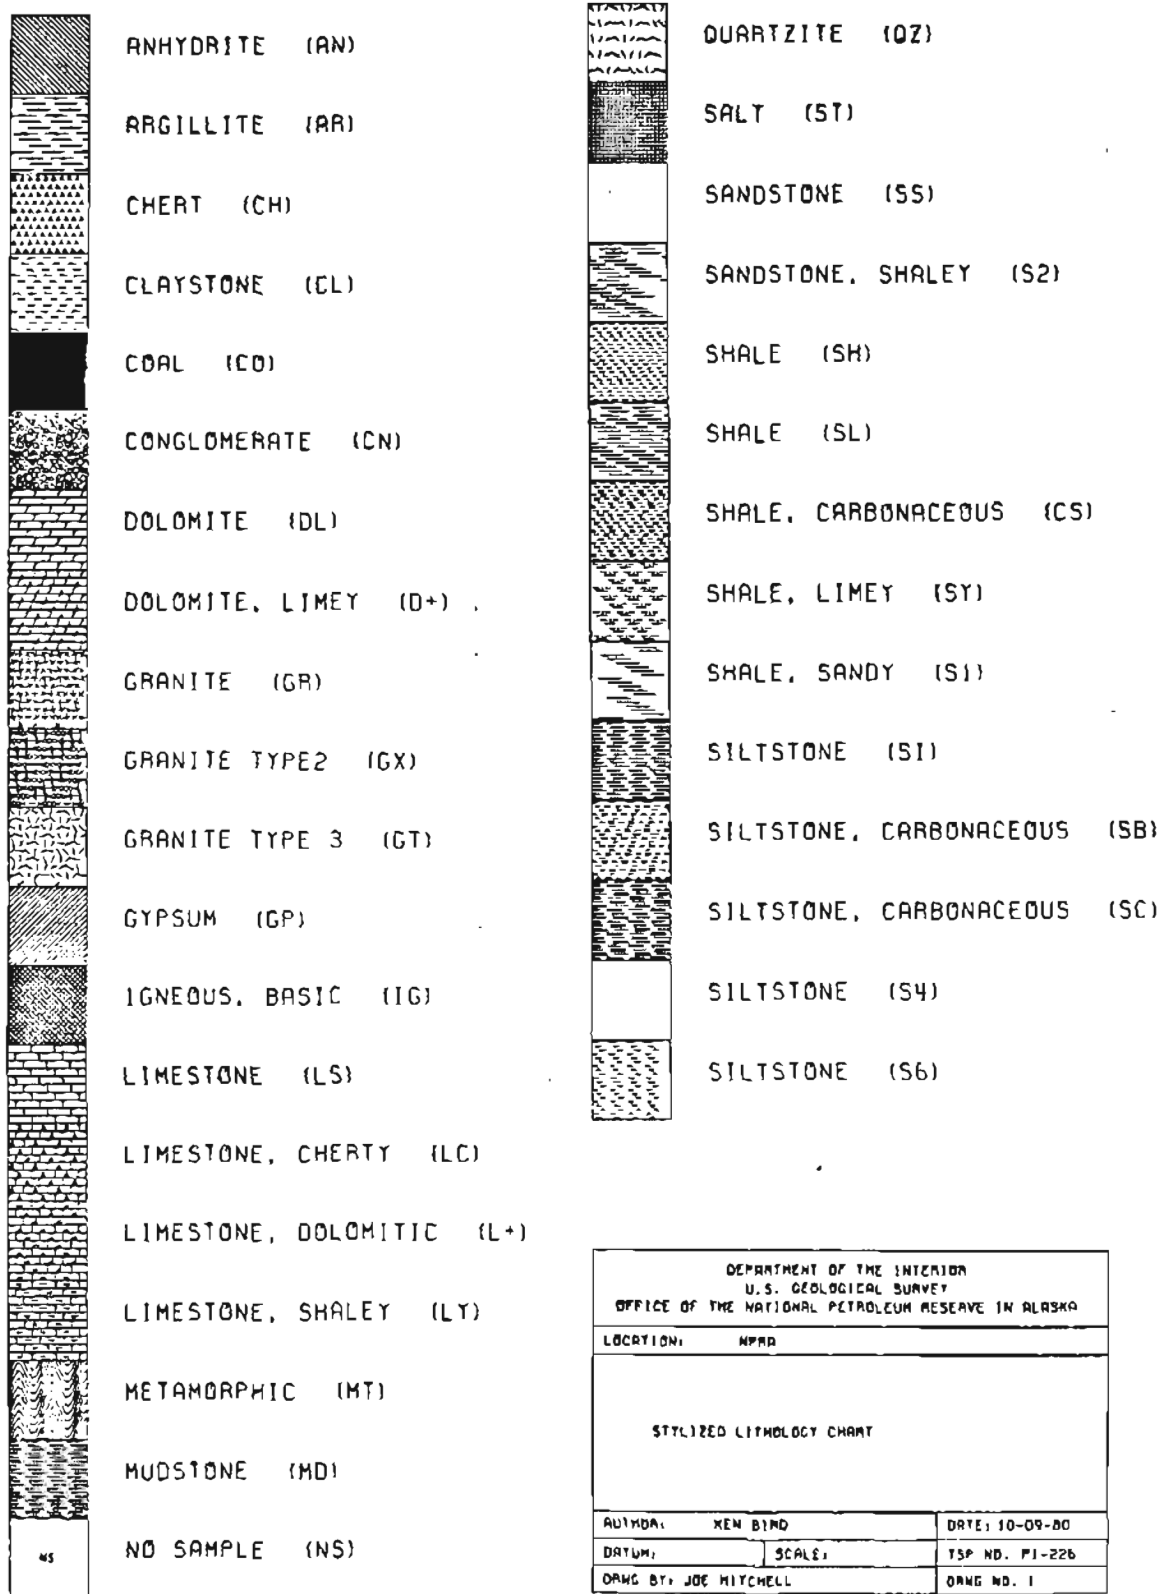 ANHYDRITE (AN)
ARGILLITE (AR)
CHERT (CH)
CLAYSTONE (CL)
COAL (CO)
CONGLOMERATE (CN)
DOLOMITE (DL)
DOLOMITE, LIMEY (D+)
GRANITE (GR)
GRANITE TYPE2 (GX)
GRANITE TYPE 3 (GT)
GYPSUM (GP)
IGNEOUS, BASIC (IG)
LIMESTONE (LS)
LIMESTONE, CHERTY (LC)
LIMESTONE, DOLOMITIC (L+)
LIMESTONE, SHALEY (LY)
METAMORPHIC (MT)
MUDSTONE (MD)
NS
NO SAMPLE (NS)
QUARTZITE (QZ)
SALT (ST)
SANDSTONE (SS)
SANDSTONE, SHALEY (S2)
SHALE (SH)
SHALE (SL)
SHALE, CARBONACEOUS (CS)
SHALE, LIMEY (SY)
SHALE, SANDY (S1)
SILTSTONE (SI)
SILTSTONE, CARBONACEOUS (SB)
SILTSTONE, CARBONACEOUS (SC)
SILTSTONE (S4)
SILTSTONE (S6)
DEPARTMENT OF THE INTERIOR
U.S. GEOLOGICAL SURVEY
OFFICE OF THE NATIONAL PETROLEUM RESERVE IN ALASKA
LOCATION: NPRA
STYLIZED LITHOLOGY CHART
AUTHOR: KEN BIRD
DATE: 10-09-80
DATUM:
SCALE:
TSP NO. PI-226
DRWG BY: JOE MITCHELL
DRWG NO. 1